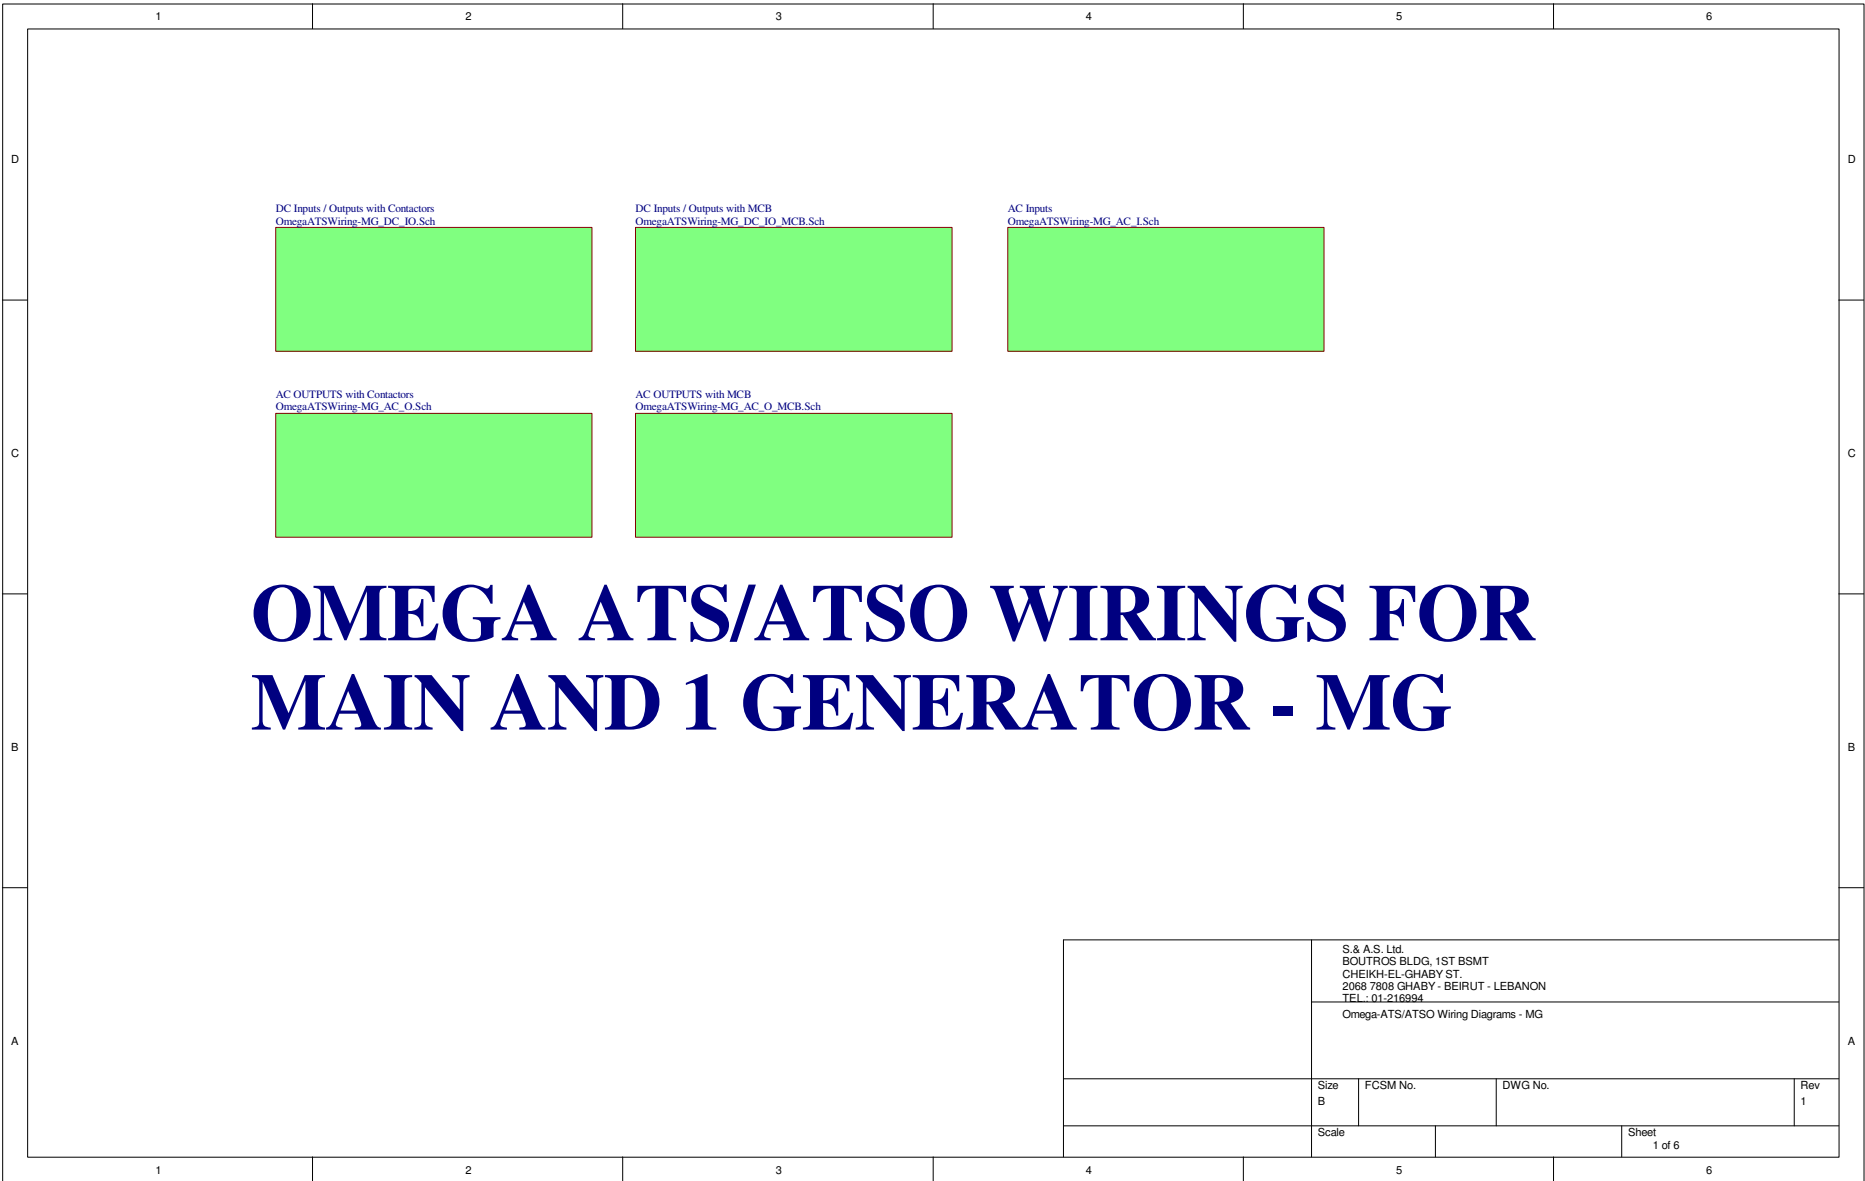 1 2 3 4 5 6
D D
DC Inputs / Outputs with Contactors
OmegaATSWiring-MG_DC_IO.Sch
DC Inputs / Outputs with MCB
OmegaATSWiring-MG_DC_IO_MCB.Sch
AC Inputs
OmegaATSWiring-MG_AC_I.Sch
AC OUTPUTS with Contactors
OmegaATSWiring-MG_AC_O.Sch
AC OUTPUTS with MCB
OmegaATSWiring-MG_AC_O_MCB.Sch
C C
OMEGA ATS/ATSO WIRINGS FOR
MAIN AND 1 GENERATOR - MG
B B
S.& A.S. Ltd.
BOUTROS BLDG, 1ST BSMT
CHEIKH-EL-GHABY ST.
2068 7808 GHABY - BEIRUT - LEBANON
TEL.: 01-216994
Omega-ATS/ATSO Wiring Diagrams - MG
A A
Size FCSM No. DWG No. Rev
B 1
Scale Sheet
1 of 6
1 2 3 4 5 6